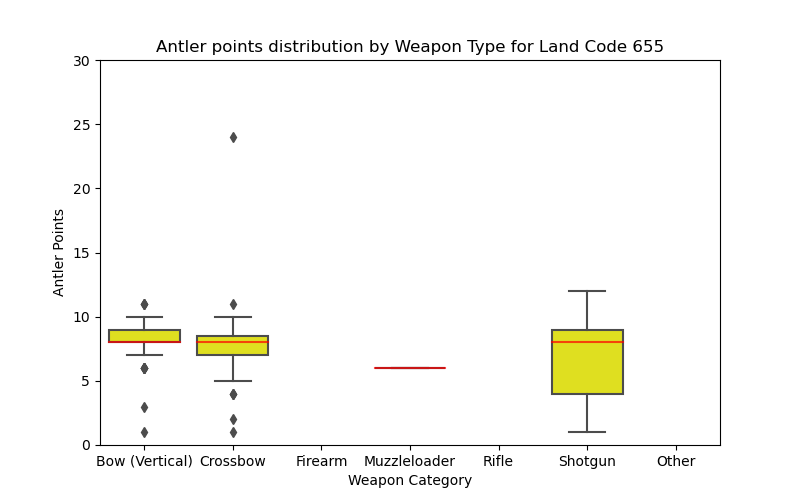 Antler points distribution by Weapon Type for Land Code 655
30
25
20
15
10
5
0
Antler Points
Bow (Vertical) Crossbow Firearm Muzzleloader Rifle Shotgun Other
Weapon Category